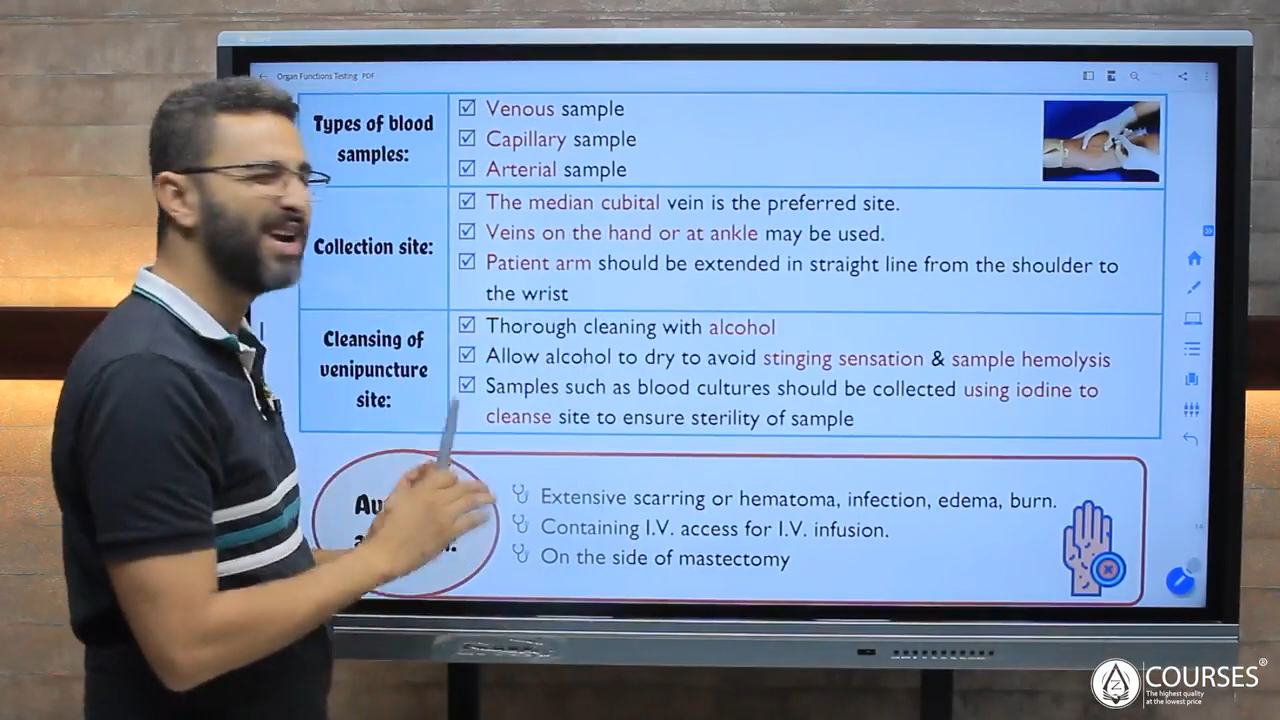 Organ Functions Testing PDF
Types of blood
samples:
☑ Venous sample
☑ Capillary sample
☑ Arterial sample
Collection site:
☑ The median cubital vein is the preferred site.
☑ Veins on the hand or at ankle may be used.
☑ Patient arm should be extended in straight line from the shoulder to
the wrist
Cleansing of
venipuncture
site:
☑ Thorough cleaning with alcohol
☑ Allow alcohol to dry to avoid stinging sensation & sample hemolysis
☑ Samples such as blood cultures should be collected using iodine to
cleanse site to ensure sterility of sample
Extensive scarring or hematoma, infection, edema, burn.
Containing I.V. access for I.V. infusion.
On the side of mastectomy
14
Z COURSES®
The highest quality
at the lowest price